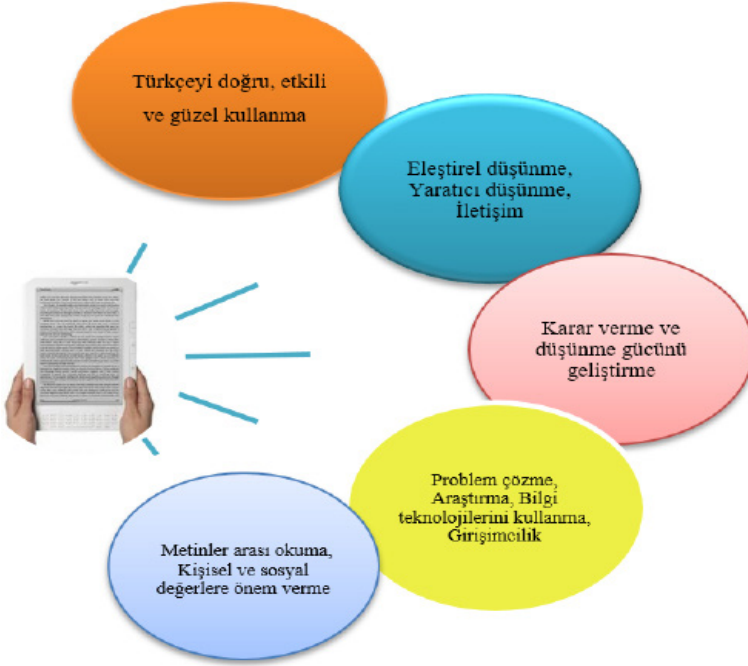 Türkçeyi doğru, etkili
ve güzel kullanma
Eleştirel düşünme,
Yaratıcı düşünme,
İletişim
Karar verme ve
düşünme gücünü
geliştirme
Problem çözme,
Araştırma, Bilgi
teknolojilerini kullanma,
Girişimcilik
Metinler arası okuma,
Kişisel ve sosyal
değerlere önem verme